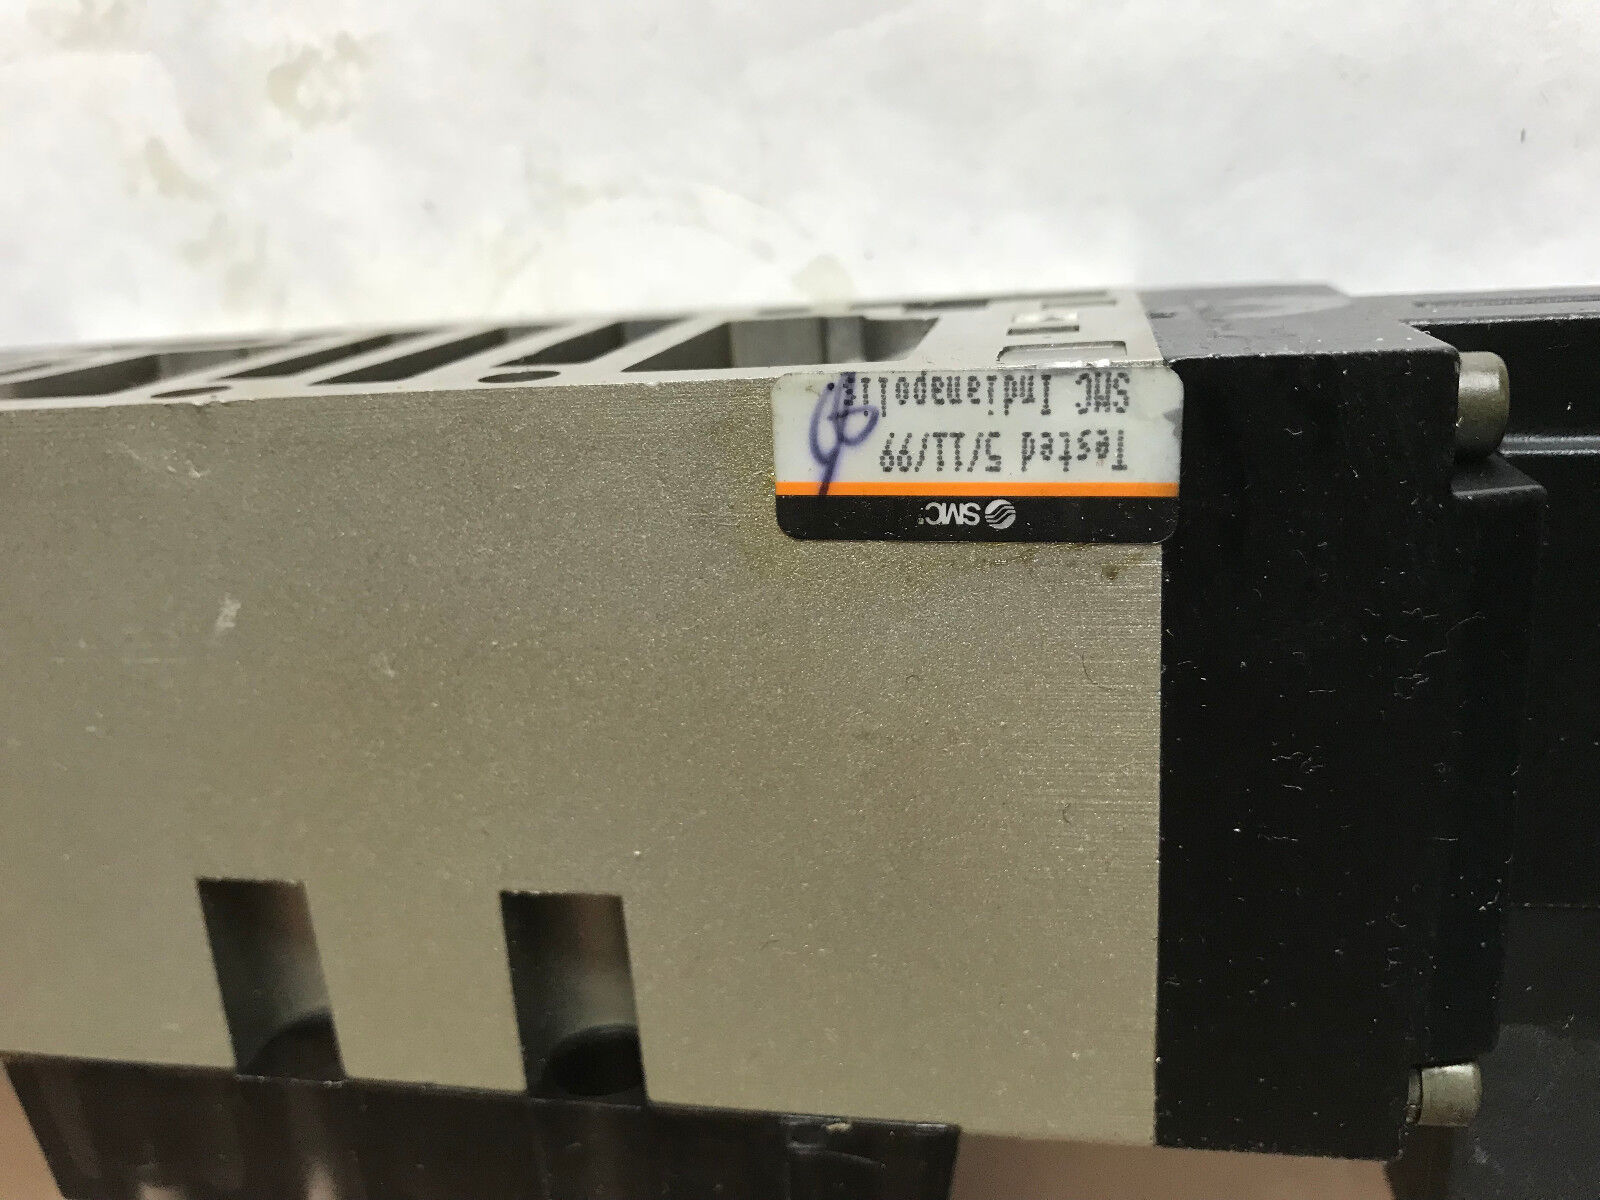 SMC
Tested 5/11/99
SMC Indianapolis